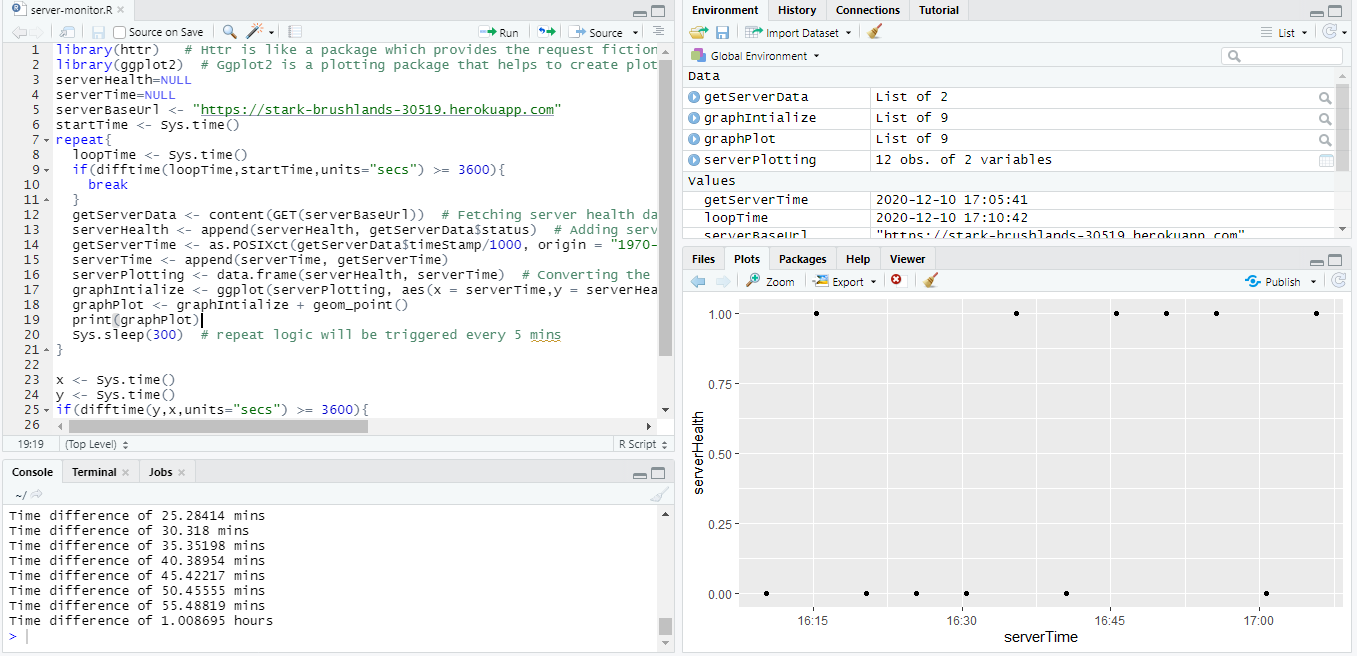 server-monitor.R
Source on Save
Run
Source
1 library(httr)   # Httr is like a package which provides the request fiction
2 library(ggplot2)  # Ggplot2 is a plotting package that helps to create plot
3 serverHealth=NULL
4 serverTime=NULL
5 serverBaseUrl <- "https://stark-brushlands-30519.herokuapp.com"
6 startTime <- Sys.time()
7 repeat{
8   loopTime <- Sys.time()
9   if(difftime(loopTime,startTime,units="secs") >= 3600){
10     break
11   }
12   getServerData <- content(GET(serverBaseUrl))  # Fetching server health da
13   serverHealth <- append(serverHealth, getServerData$status)  # Adding serv
14   getServerTime <- as.POSIXct(getServerData$timeStamp/1000, origin = "1970-
15   serverTime <- append(serverTime, getServerTime)
16   serverPlotting <- data.frame(serverHealth, serverTime)  # Converting the
17   graphIntialize <- ggplot(serverPlotting, aes(x = serverTime,y = serverHea
18   graphPlot <- graphIntialize + geom_point()
19   print(graphPlot)
20   Sys.sleep(300)  # repeat logic will be triggered every 5 mins
21 }
22
23 x <- Sys.time()
24 y <- Sys.time()
25 if(difftime(y,x,units="secs") >= 3600){
26
19:19
(Top Level)
R Script
Console
Terminal
Jobs
~/
Time difference of 25.28414 mins
Time difference of 30.318 mins
Time difference of 35.35198 mins
Time difference of 40.38954 mins
Time difference of 45.42217 mins
Time difference of 50.45555 mins
Time difference of 55.48819 mins
Time difference of 1.008695 hours
>
Environment
History
Connections
Tutorial
Import Dataset
List
Global Environment
Data
getServerData List of 2
graphIntialize List of 9
graphPlot List of 9
serverPlotting 12 obs. of 2 variables
Values
getServerTime 2020-12-10 17:05:41
loopTime 2020-12-10 17:10:42
serverBaseUrl "https://stark-brushlands-30519.herokuapp.com"
Files
Plots
Packages
Help
Viewer
Zoom
Export
Publish
1.00
0.75
0.50
0.25
0.00
serverHealth
16:15
16:30
16:45
17:00
serverTime